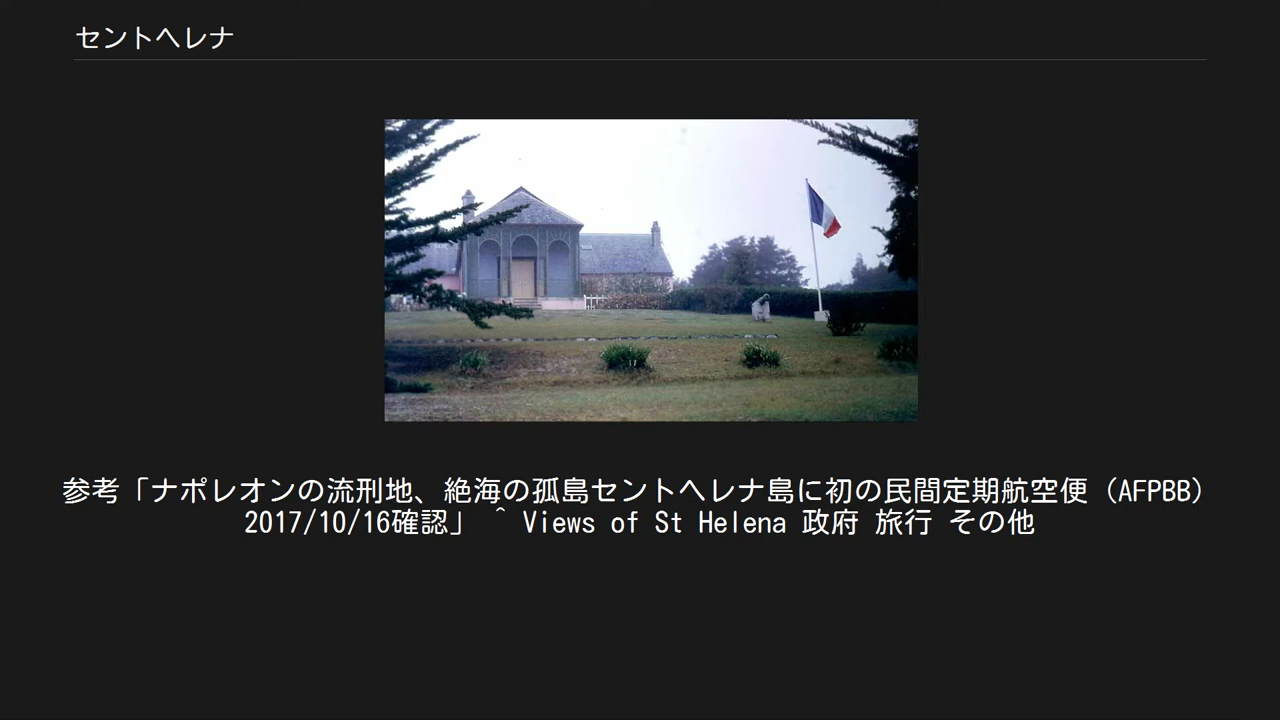 セントヘレナ
参考「ナポレオンの流刑地、絶海の孤島セントヘレナ島に初の民間定期航空便（AFPBB）
2017/10/16確認」 ^ Views of St Helena 政府 旅行 その他